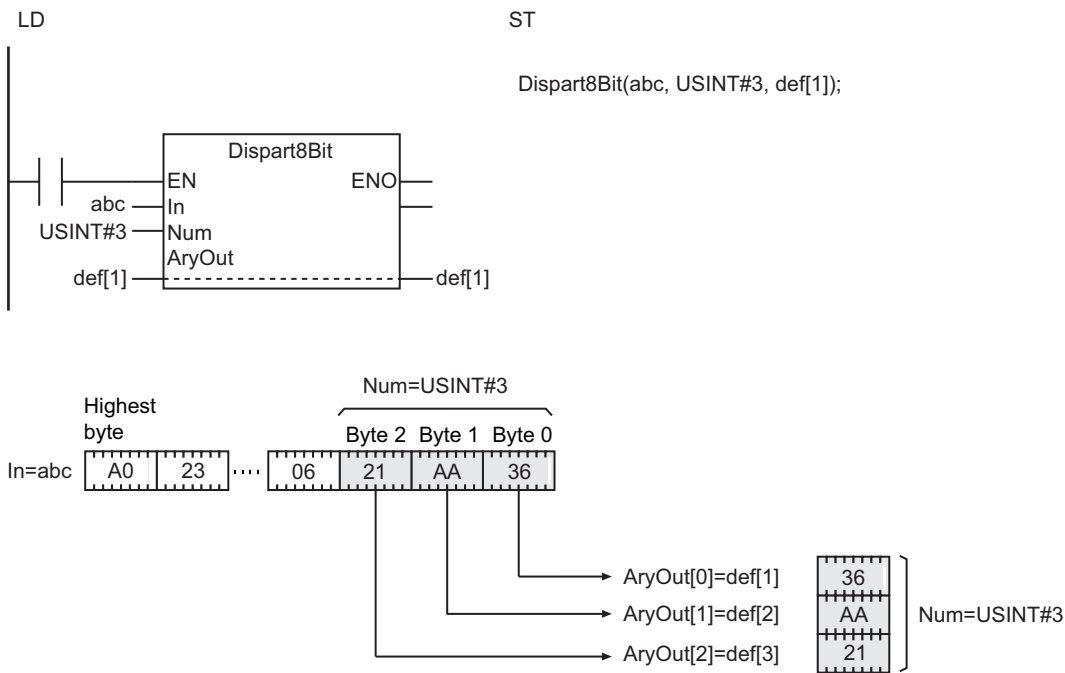 LD
ST
Dispart8Bit(abc, USINT#3, def[1]);
Dispart8Bit
EN
ENO
abc
In
USINT#3
Num
AryOut
def[1]
def[1]
Num=USINT#3
Highest
byte
Byte 2 Byte 1 Byte 0
In=abc A0 23 06 21 AA 36
AryOut[0]=def[1] 36
AryOut[1]=def[2] AA Num=USINT#3
AryOut[2]=def[3] 21